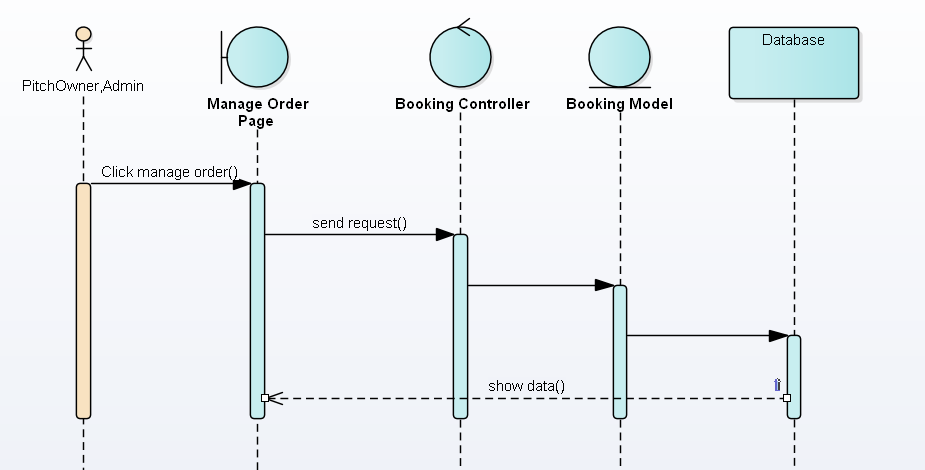 Database
PitchOwner,Admin
Manage Order
Page
Booking Controller
Booking Model
Click manage order()
send request()
show data()